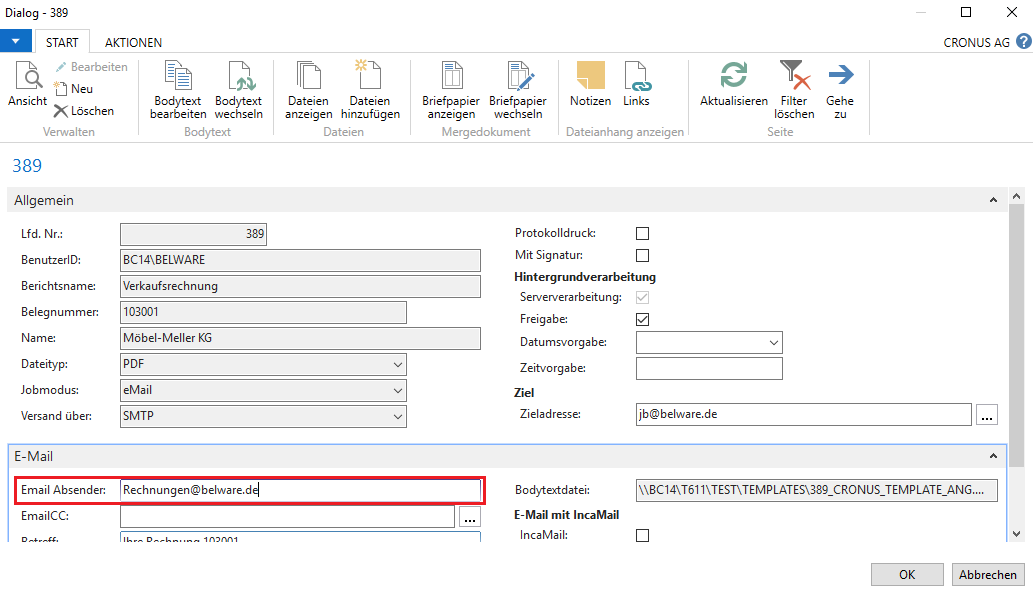 Dialog - 389
START AKTIONEN CRONUS AG ?
Ansicht
Bearbeiten
Neu
Löschen
Verwalten
Bodytext bearbeiten
Bodytext wechseln
Bodytext
Dateien anzeigen
Dateien hinzufügen
Dateien
Briefpapier anzeigen
Briefpapier wechseln
Mergedokument
Notizen
Links
Dateianhang anzeigen
Aktualisieren
Filter löschen
Gehe zu
Seite
389
Allgemein
Lfd. Nr.: 389
BenutzerID: BC14\BELWARE
Berichtsname: Verkaufsrechnung
Belegnummer: 103001
Name: Möbel-Meller KG
Dateityp: PDF
Jobmodus: eMail
Versand über: SMTP
Protokolldruck:
Mit Signatur:
Hintergrundverarbeitung
Serververarbeitung:
Freigabe:
Datumsvorgabe:
Zeitvorgabe:
Ziel
Zieladresse: jb@belware.de ...
E-Mail
Email Absender: Rechnungen@belware.de
EmailCC: ...
Betreff: Ihre Rechnung 103001
Bodytextdatei: \\BC14\T611\TEST\TEMPLATES\389_CRONUS_TEMPLATE_ANG....
E-Mail mit IncaMail
IncaMail:
OK Abbrechen